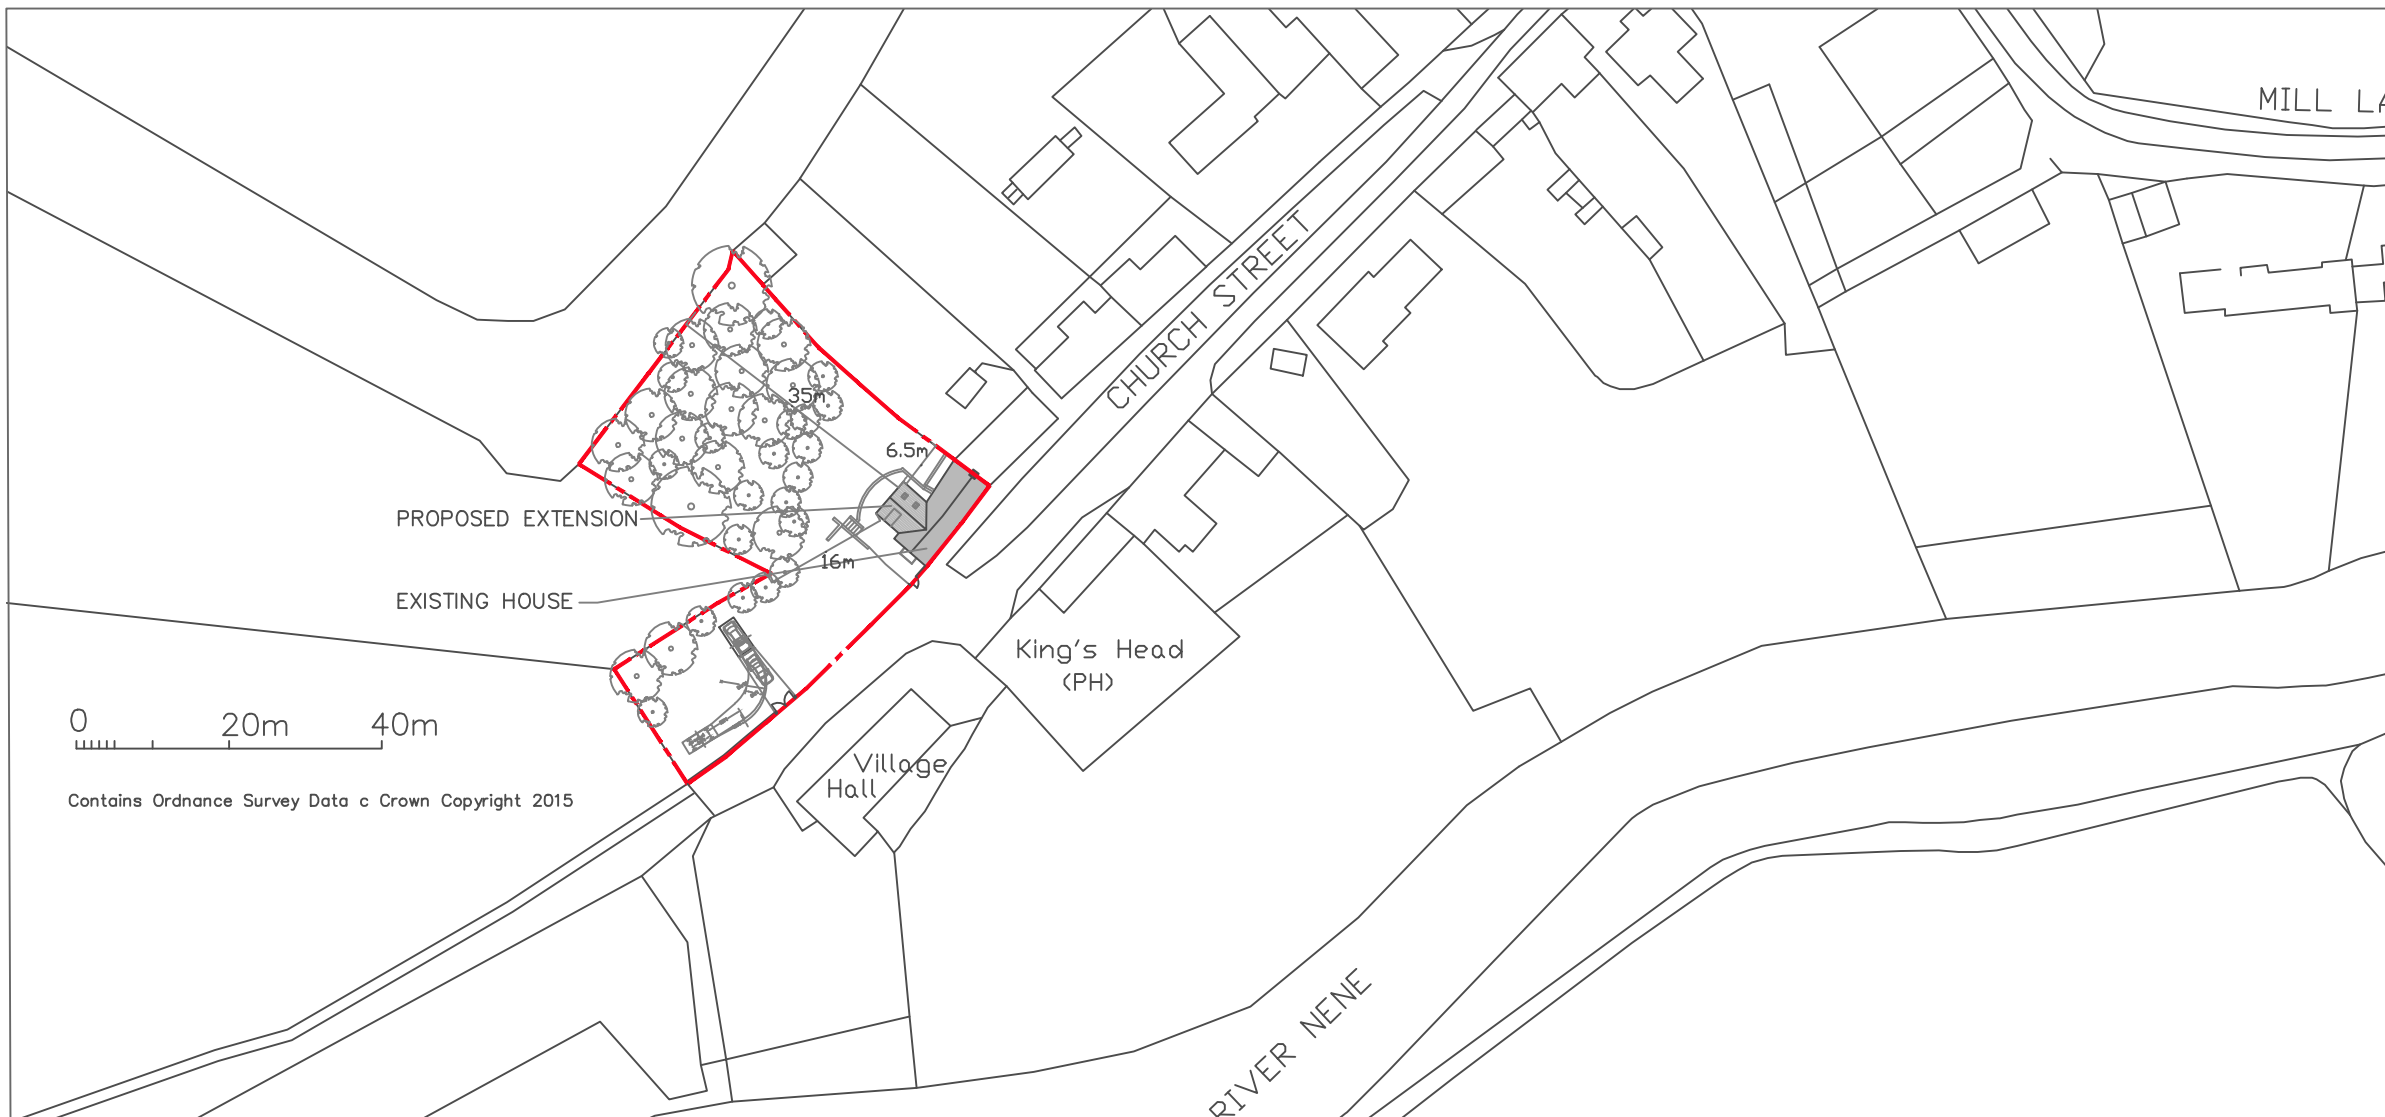 MILL LA
CHURCH STREET
35m
6.5m
PROPOSED EXTENSION
16m
EXISTING HOUSE
King's Head
(PH)
0 20m 40m
Village
Hall
Contains Ordnance Survey Data c Crown Copyright 2015
RIVER NENE